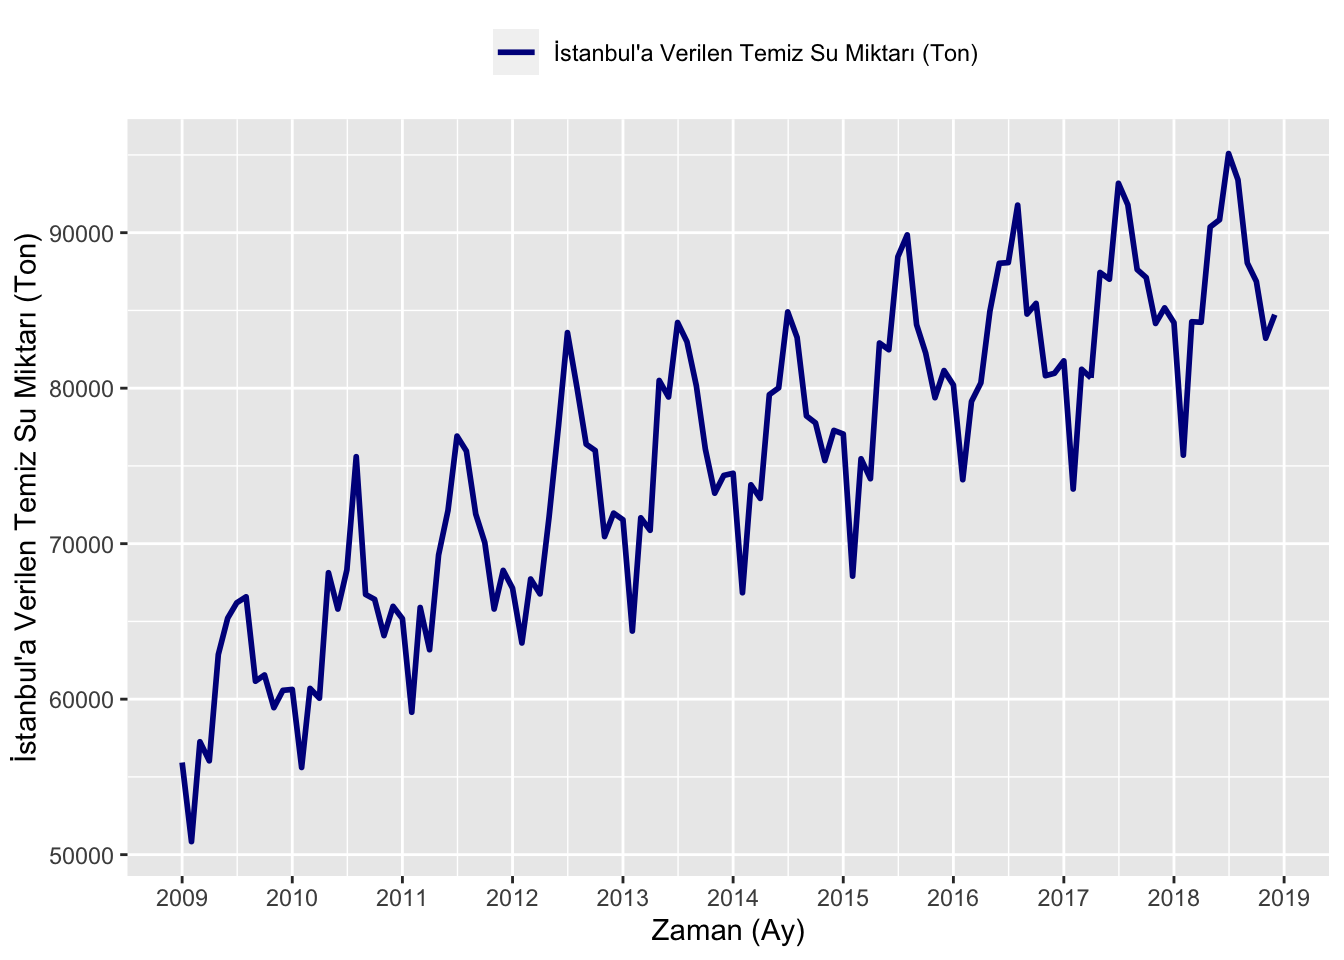 İstanbul'a Verilen Temiz Su Miktarı (Ton)
İstanbul'a Verilen Temiz Su Miktarı (Ton)
90000
80000
70000
60000
50000
2009 2010 2011 2012 2013 2014 2015 2016 2017 2018 2019
Zaman (Ay)